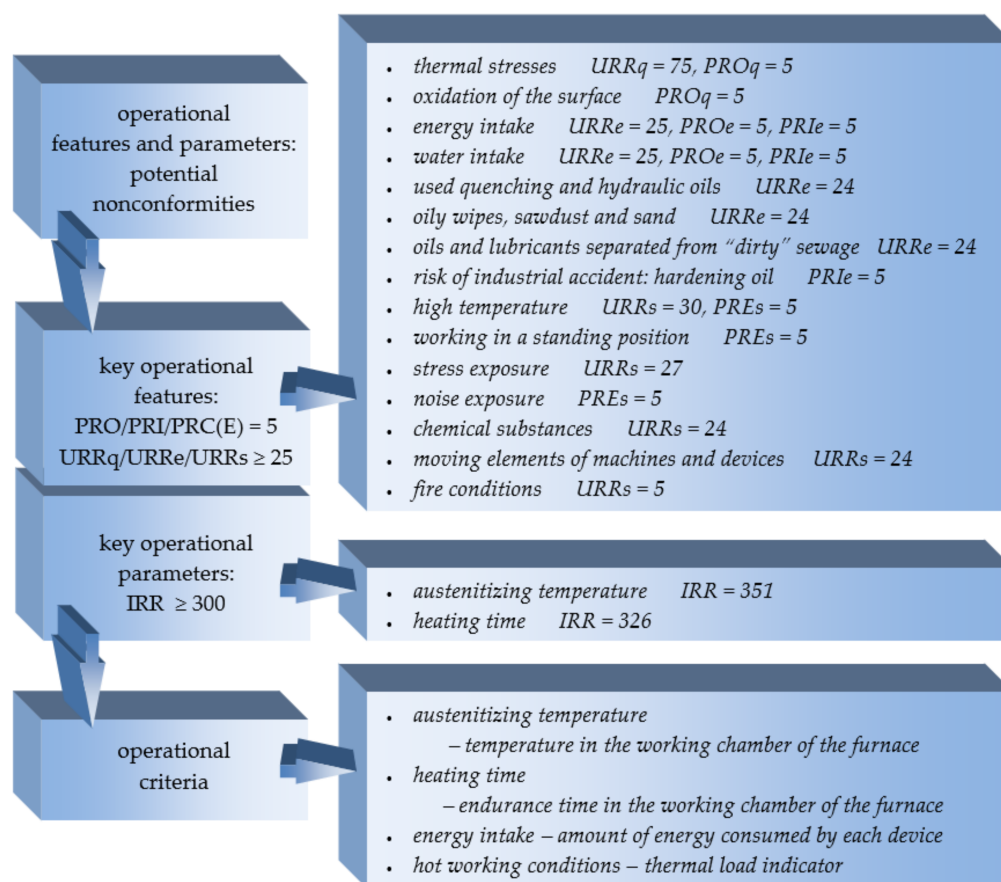 operational
features and parameters:
potential
nonconformities
• thermal stresses URRq = 75, PROq = 5
• oxidation of the surface PROq = 5
• energy intake URRe = 25, PROe = 5, PRIe = 5
• water intake URRe = 25, PROe = 5, PRIe = 5
• used quenching and hydraulic oils URRe = 24
• oily wipes, sawdust and sand URRe = 24
• oils and lubricants separated from “dirty” sewage URRe = 24
• risk of industrial accident: hardening oil PRIe = 5
• high temperature URRs = 30, PREs = 5
• working in a standing position PREs = 5
• stress exposure URRs = 27
• noise exposure PREs = 5
• chemical substances URRs = 24
• moving elements of machines and devices URRs = 24
• fire conditions URRs = 5
key operational
features:
PRO/PRI/PRC(E) = 5
URRq/URRe/URRs ≥ 25
key operational
parameters:
IRR ≥ 300
• austenitizing temperature IRR = 351
• heating time IRR = 326
operational
criteria
• austenitizing temperature
– temperature in the working chamber of the furnace
• heating time
– endurance time in the working chamber of the furnace
• energy intake – amount of energy consumed by each device
• hot working conditions – thermal load indicator